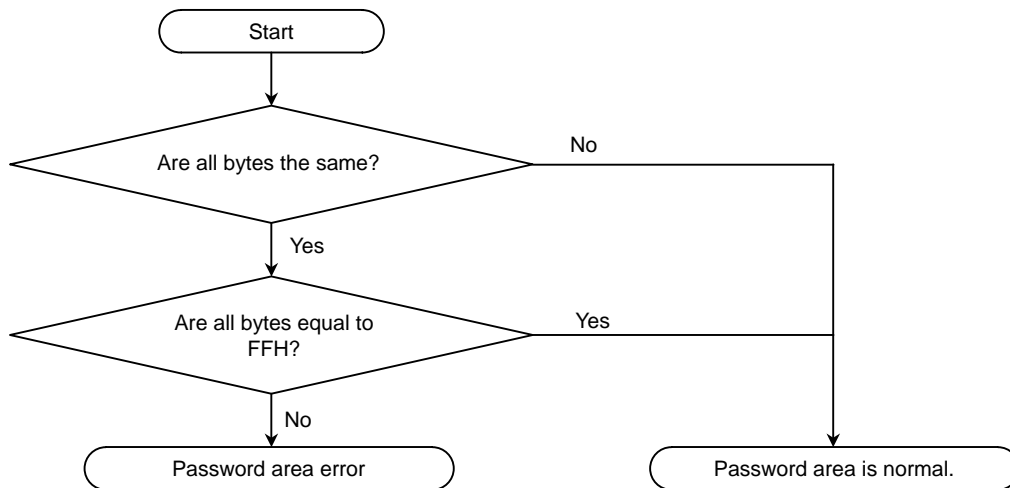 Start
Are all bytes the same?
No
Yes
Are all bytes equal to
FFH?
Yes
No
Password area error
Password area is normal.